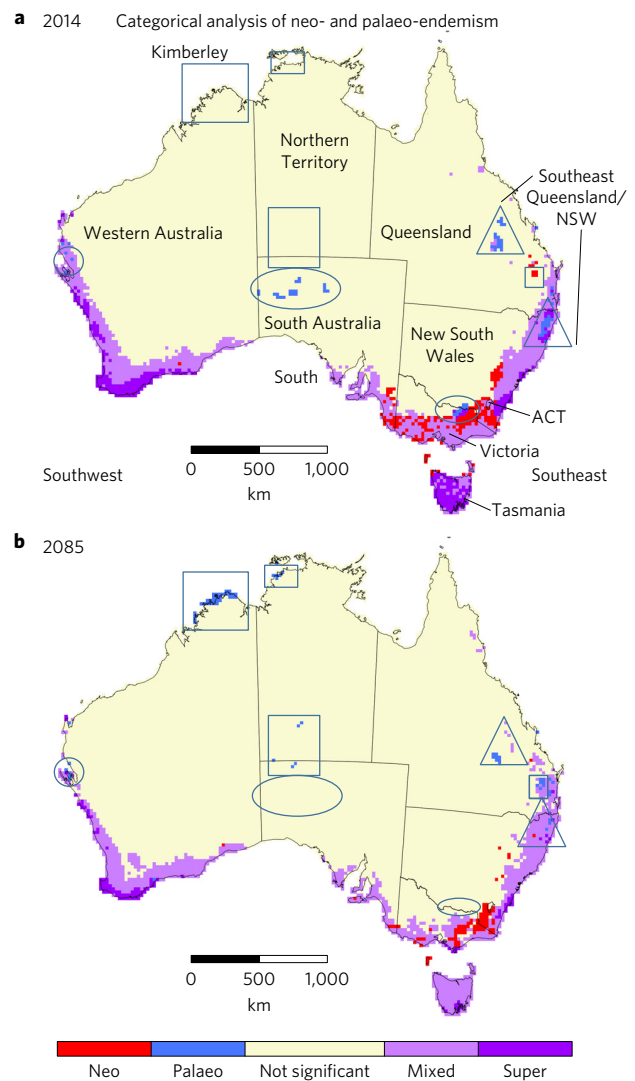 a 2014 Categorical analysis of neo- and palaeo-endemism
Kimberley
Northern
Territory
Southeast
Queensland/
NSW
Western Australia
Queensland
South Australia
New South
Wales
South
ACT
Victoria
0 500 1,000
km
Southwest
Southeast
Tasmania
b 2085
0 500 1,000
km
Neo Palaeo Not significant Mixed Super